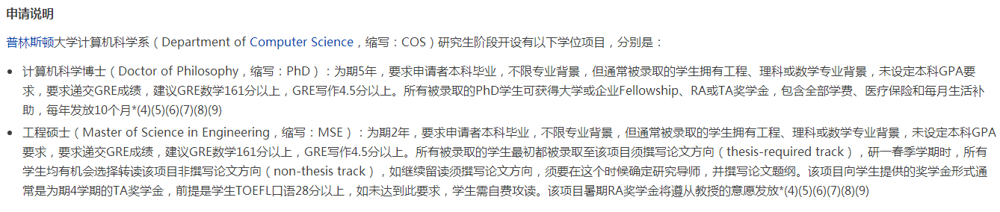 申请说明
普林斯顿大学计算机科学系（Department of Computer Science，缩写：COS）研究生阶段开设有以下学位项目，分别是：
• 计算机科学博士（Doctor of Philosophy，缩写：PhD）：为期5年，要求申请者本科毕业，不限专业背景，但通常被录取的学生拥有工程、理科或数学专业背景，未设定本科GPA要
求，要求递交GRE成绩，建议GRE数学161分以上，GRE写作4.5分以上。所有被录取的PhD学生可获得大学或企业Fellowship、RA或TA奖学金，包含全部学费、医疗保险和每月生活补
助，每年发放10个月*(4)(5)(6)(7)(8)(9)
• 工程硕士（Master of Science in Engineering，缩写：MSE）：为期2年，要求申请者本科毕业，不限专业背景，但通常被录取的学生拥有工程、理科或数学专业背景，未设定本科GPA
要求，要求递交GRE成绩，建议GRE数学161分以上，GRE写作4.5分以上。所有被录取的学生最初都被录取至该项目须撰写论文方向（thesis-required track），研一春季学期时，所有
学生均有机会选择转读该项目非撰写论文方向（non-thesis track），如继续留读须撰写论文方向，须要在这个时候确定研究导师，并撰写论文题纲。该项目向学生提供的奖学金形式通
常是为期4学期的TA奖学金，前提是学生TOEFL口语28分以上，如未达到此要求，学生需自费攻读。该项目暑期RA奖学金将遵从教授的意愿发放*(4)(5)(6)(7)(8)(9)